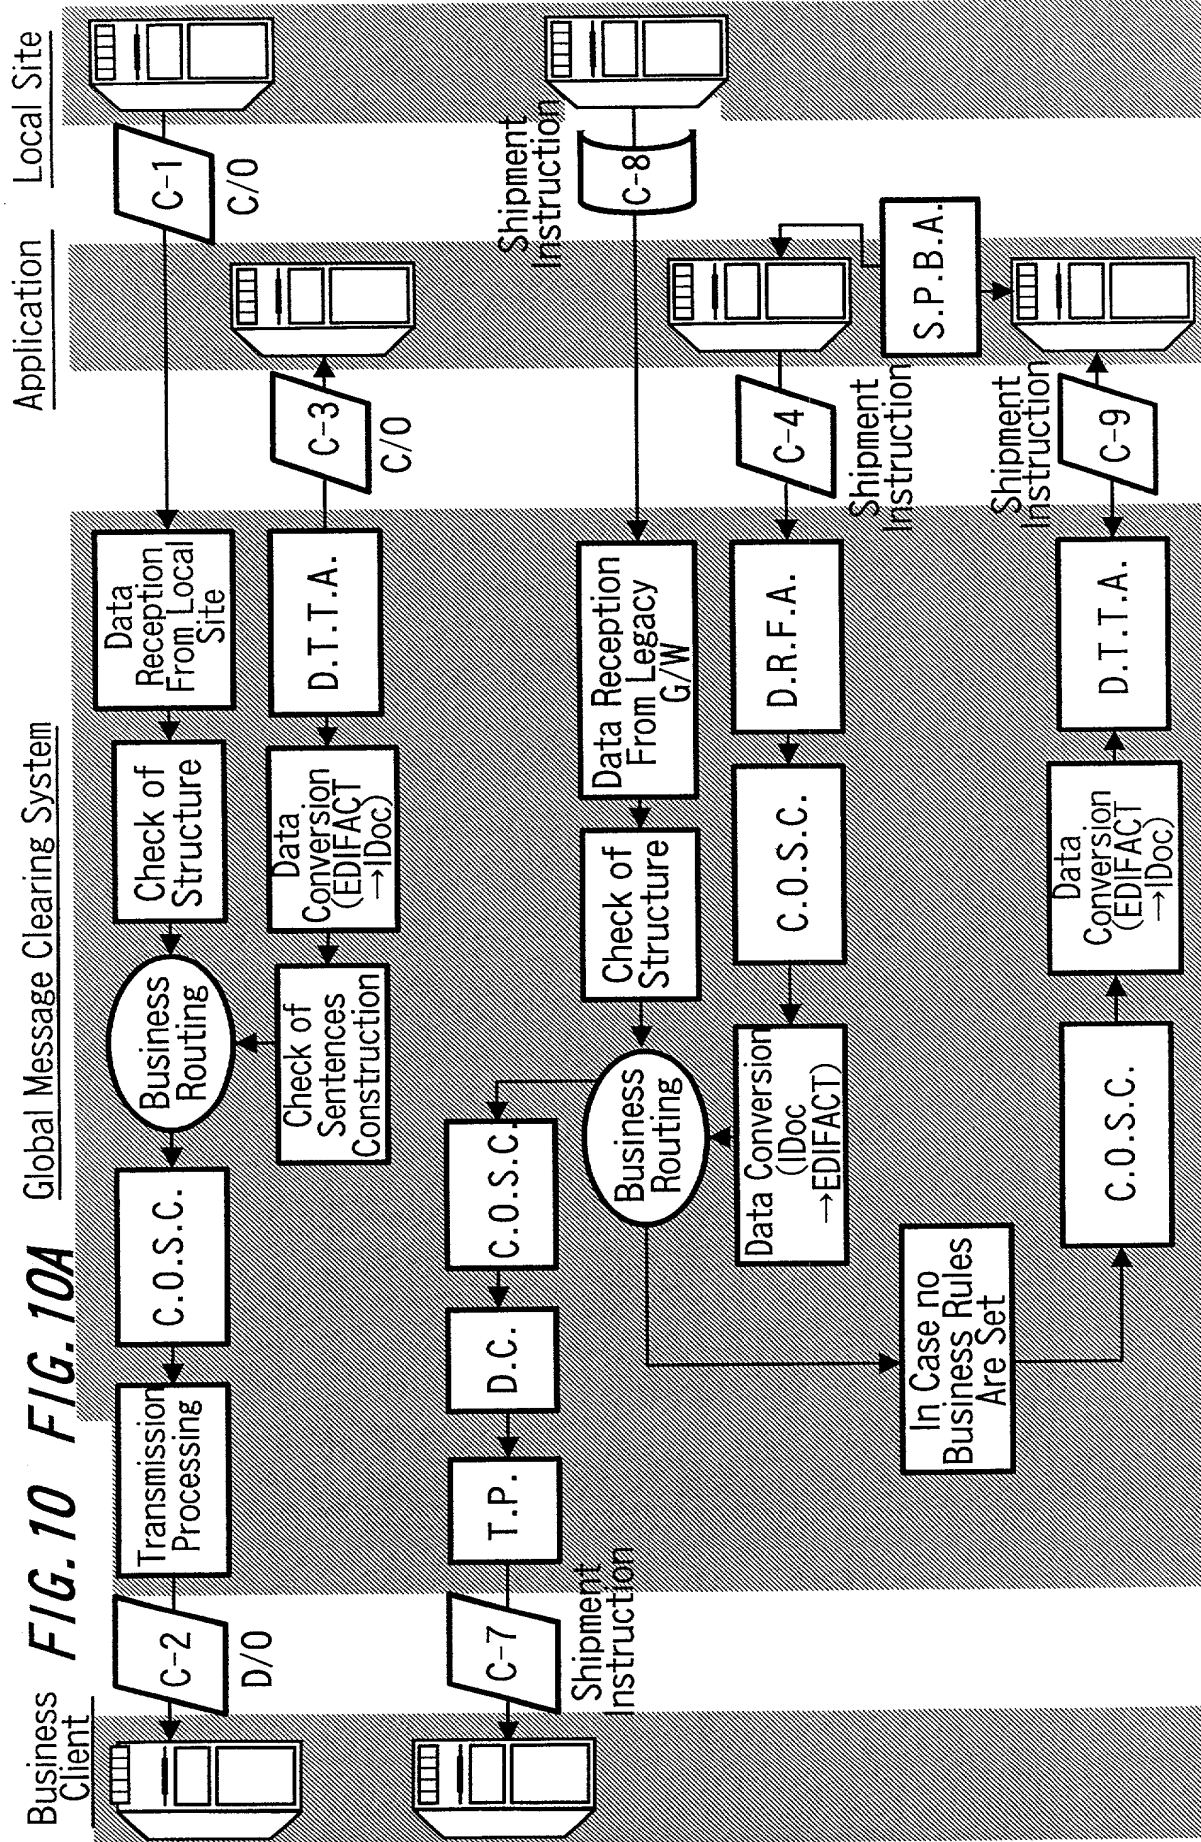 FIG. 10 FIG. 10A
Business
Client
Global Message Clearing System
Application
Local Site
C-2
D/O
Transmission
Processing
C.O.S.C.
Business
Routing
Check of
Structure
Data
Reception
From Local
Site
C-1
C/O
Check of
Sentences
Construction
Data
Conversion
(EDIFACT
→IDoc)
D.T.T.A.
C-3
C/O
C-7
Shipment
Instruction
T.P.
D.C.
C.O.S.C.
Business
Routing
Check of
Structure
Data Reception
From Legacy
G/W
C-8
Shipment
Instruction
Data Conversion
(IDoc
→EDIFACT)
C.O.S.C.
D.R.F.A.
C-4
Shipment
Instruction
S.P.B.A.
In Case no
Business Rules
Are Set
C.O.S.C.
Data
Conversion
(EDIFACT
→IDoc)
D.T.T.A.
C-9
Shipment
Instruction